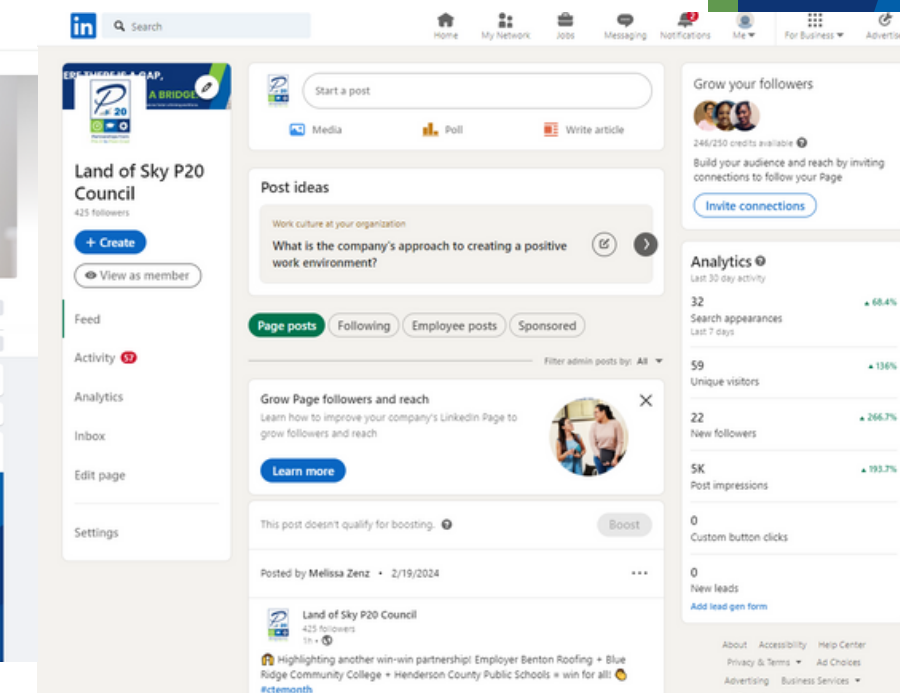 in
Search
Home
My Network
Jobs
Messaging
2
Notifications
Me
For Business
Advertise
ERE THERE IS A GAP,
A BRIDGE
P 20
Land of Sky P20
Council
425 followers
+ Create
View as member
Feed
Activity 57
Analytics
Inbox
Edit page
Settings
Start a post
Media
Poll
Write article
Post ideas
Work culture at your organization
What is the company's approach to creating a positive
work environment?
Page posts
Following
Employee posts
Sponsored
Filter admin posts by: All
Grow Page followers and reach
Learn how to improve your company's LinkedIn Page to
grow followers and reach
Learn more
This post doesn't qualify for boosting.
Boost
Posted by Melissa Zenz • 2/19/2024
Land of Sky P20 Council
425 followers
1h •
Highlighting another win-win partnership! Employer Benton Roofing + Blue
Ridge Community College + Henderson County Public Schools = win for all!
#ctemonth
Grow your followers
246/250 credits available
Build your audience and reach by inviting
connections to follow your Page
Invite connections
Analytics
Last 30 day activity
32 68.4%
Search appearances
Last 7 days
59 136%
Unique visitors
22 266.7%
New followers
5K 193.7%
Post impressions
0
Custom button clicks
0
New leads
Add lead gen form
About Accessibility Help Center
Privacy & Terms Ad Choices
Advertising Business Services